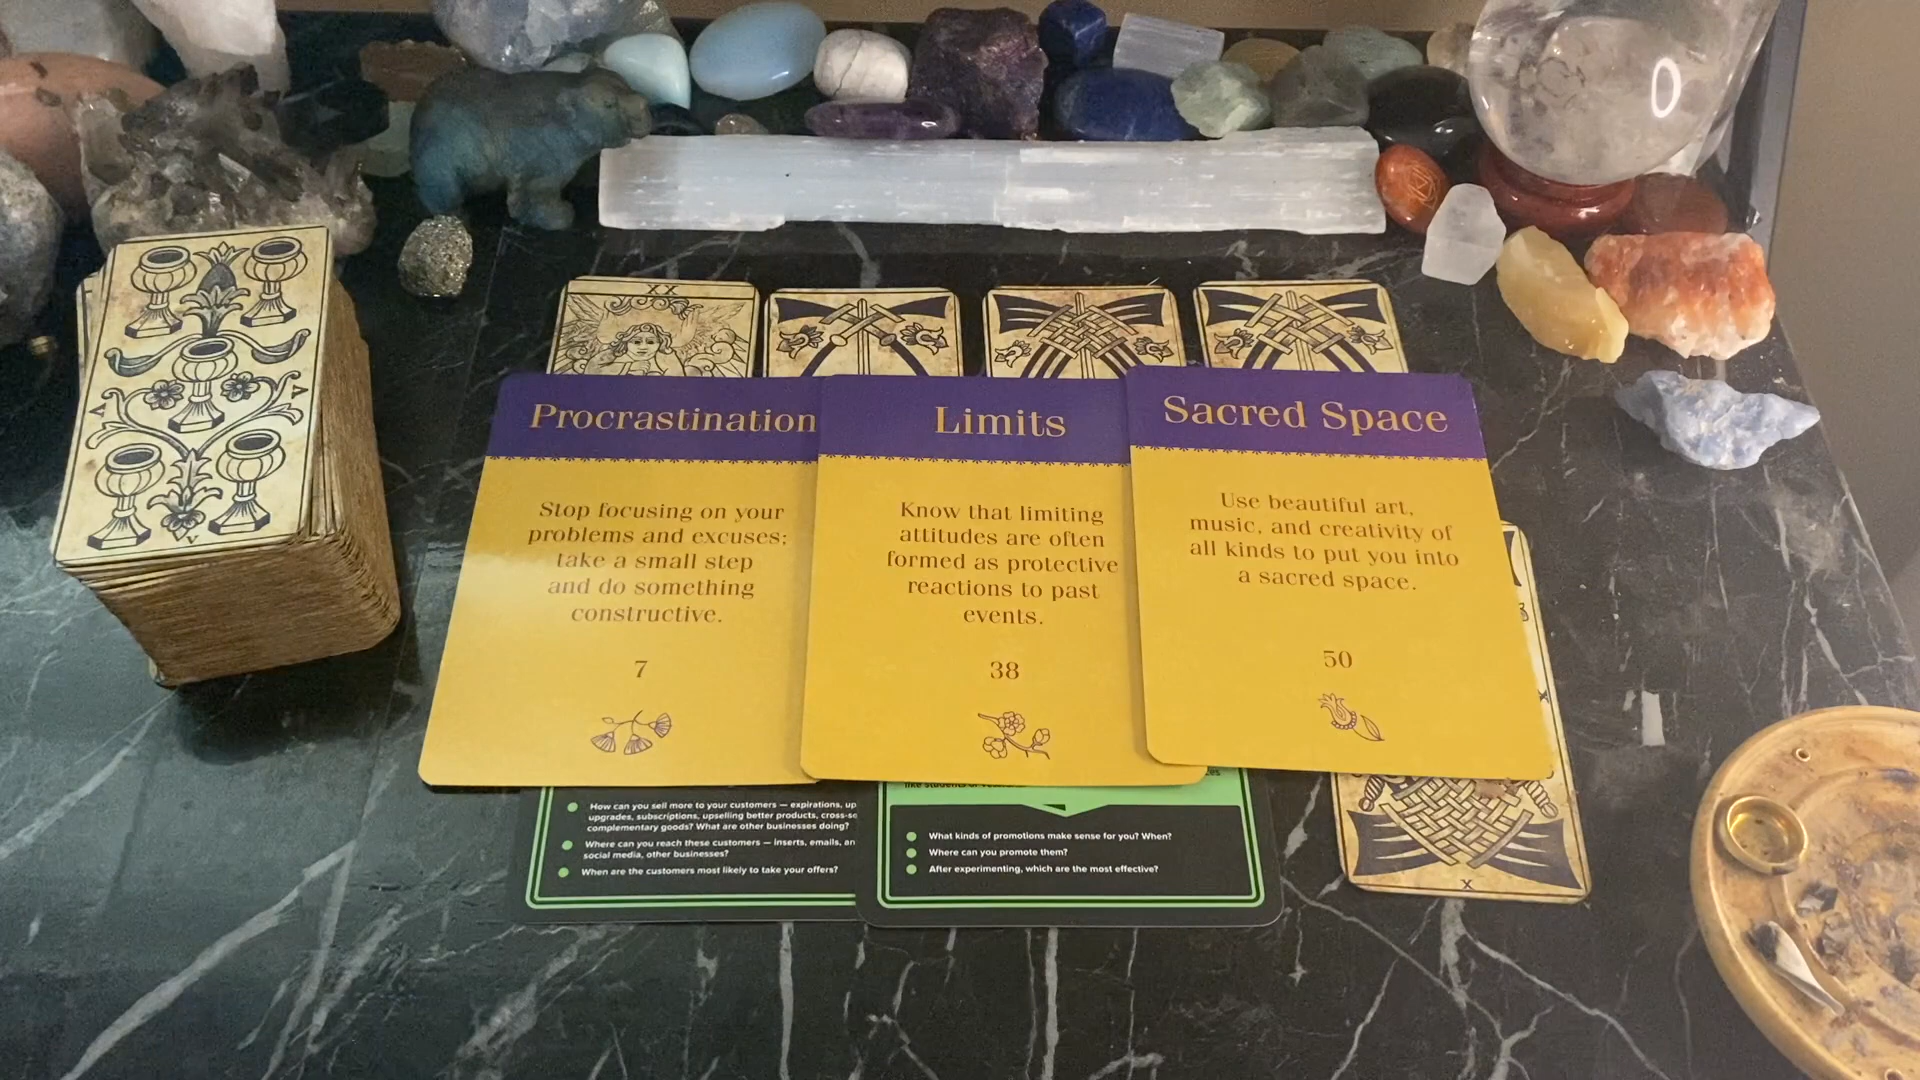 XX
Procrastination
Stop focusing on your
problems and excuses;
take a small step
and do something
constructive.
7
Limits
Know that limiting
attitudes are often
formed as protective
reactions to past
events.
38
Sacred Space
Use beautiful art,
music, and creativity of
all kinds to put you into
a sacred space.
50
V
How can you sell more to your customers — expirations, up
upgrades, subscriptions, upselling better products, cross-se
complementary goods? What are other businesses doing?
Where can you reach these customers — inserts, emails, an
social media, other businesses?
When are the customers most likely to take your offers?
What kinds of promotions make sense for you? When?
Where can you promote them?
After experimenting, which are the most effective?
X
X